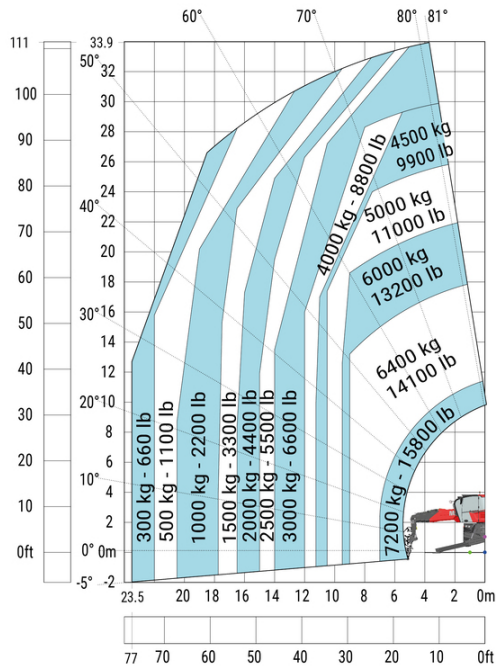 60° 70° 80° 81°
111 33.9
50°
32
100
30
90 28
4500 kg
9900 lb
26
80 24
4000 kg - 8800 lb
5000 kg
11000 lb
40°
22
70
20
6000 kg
13200 lb
60 18
30° 16
50
14
6400 kg
14100 lb
40 12
20° 10
30
8
300 kg - 660 lb
500 kg - 1100 lb
1000 kg - 2200 lb
1500 kg - 3300 lb
2000 kg - 4400 lb
2500 kg - 5500 lb
3000 kg - 6600 lb
7200 kg - 15800 lb
20 6
10°
4
10 2
0ft 0° 0m
-5° -2
23.5 20 18 16 14 12 10 8 6 4 2 0m
77 70 60 50 40 30 20 10 0ft